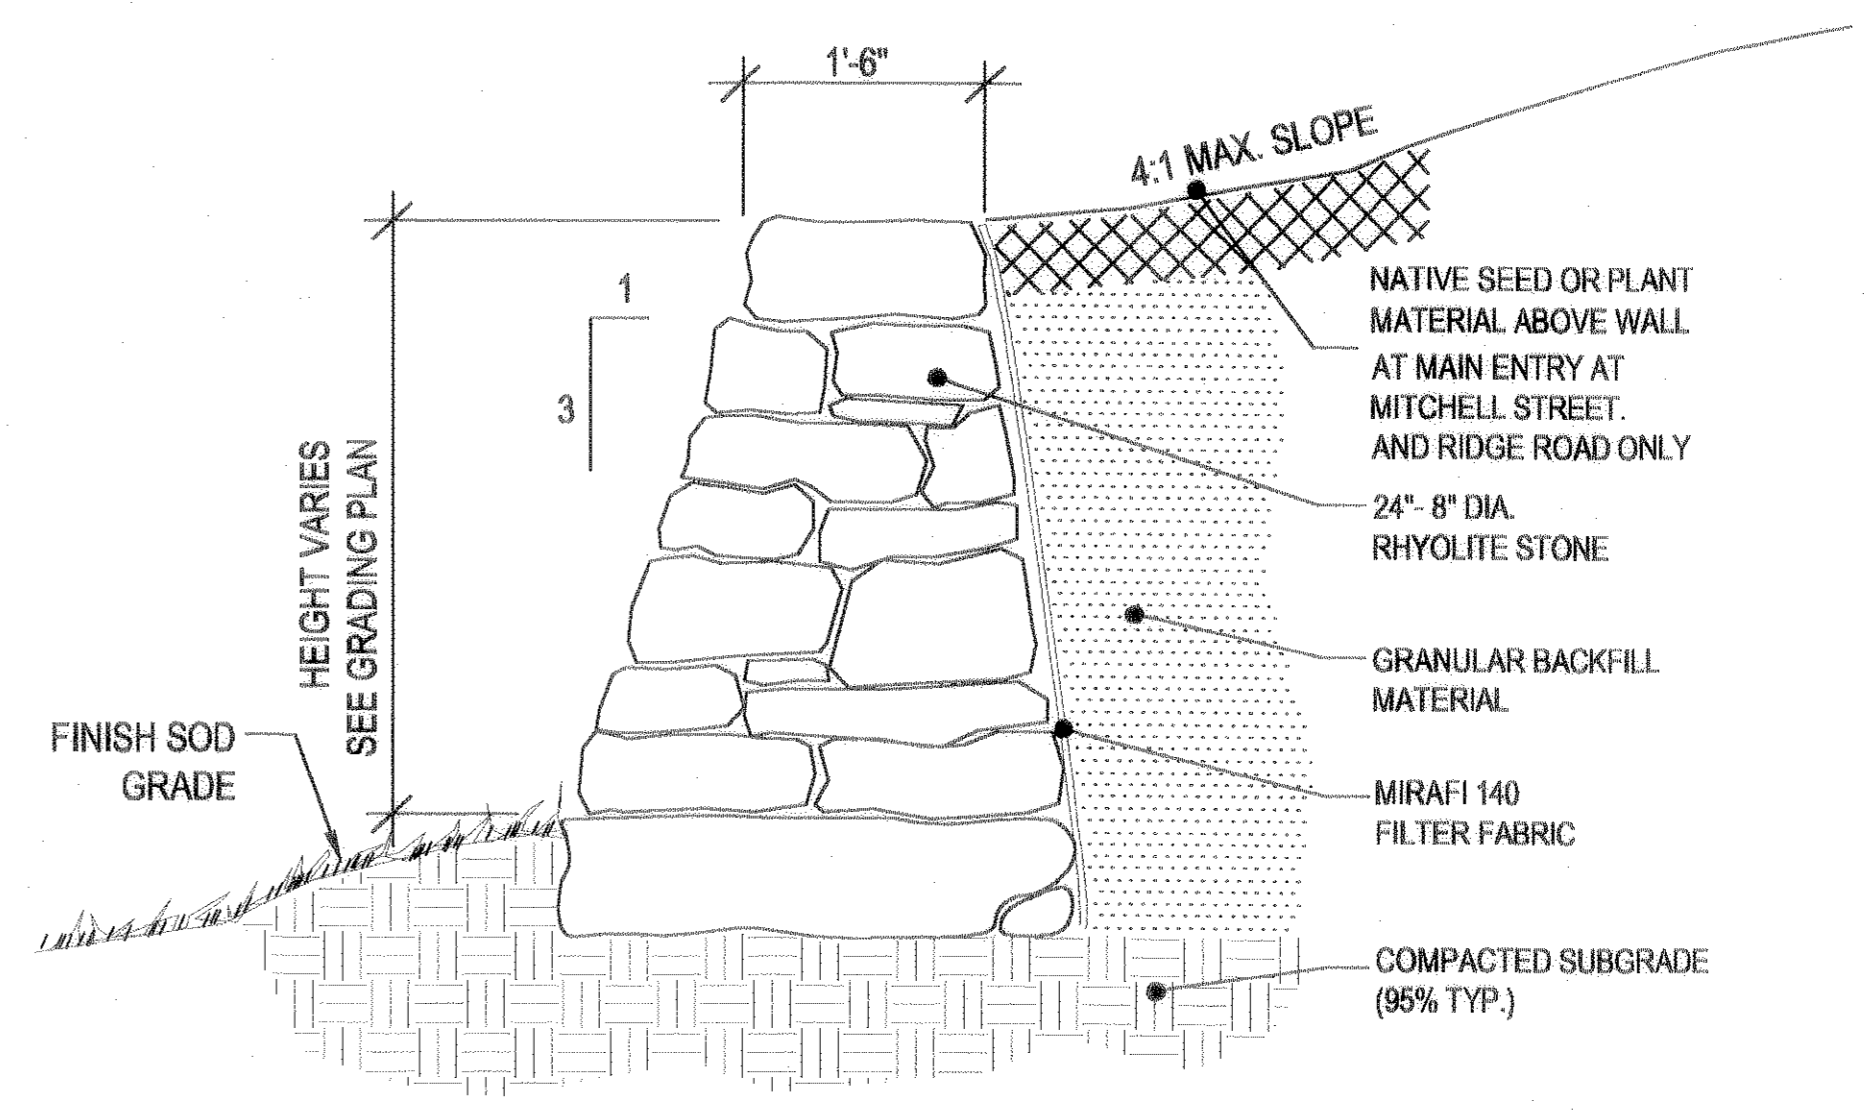 1'-6"
4:1 MAX. SLOPE
1
3
HEIGHT VARIES
SEE GRADING PLAN
FINISH SOD
GRADE
NATIVE SEED OR PLANT
MATERIAL ABOVE WALL
AT MAIN ENTRY AT
MITCHELL STREET.
AND RIDGE ROAD ONLY
24"- 8" DIA.
RHYOLITE STONE
GRANULAR BACKFILL
MATERIAL
MIRAFI 140
FILTER FABRIC
COMPACTED SUBGRADE
(95% TYP.)